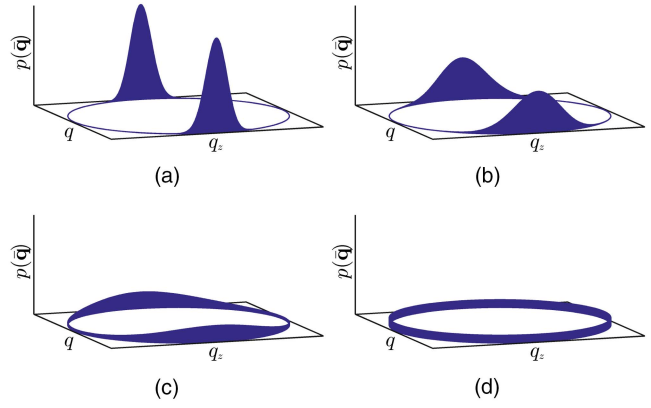 p(q̄) p(q̄)
q q_z q q_z
(a) (b)
p(q̄) p(q̄)
q q_z q q_z
(c) (d)